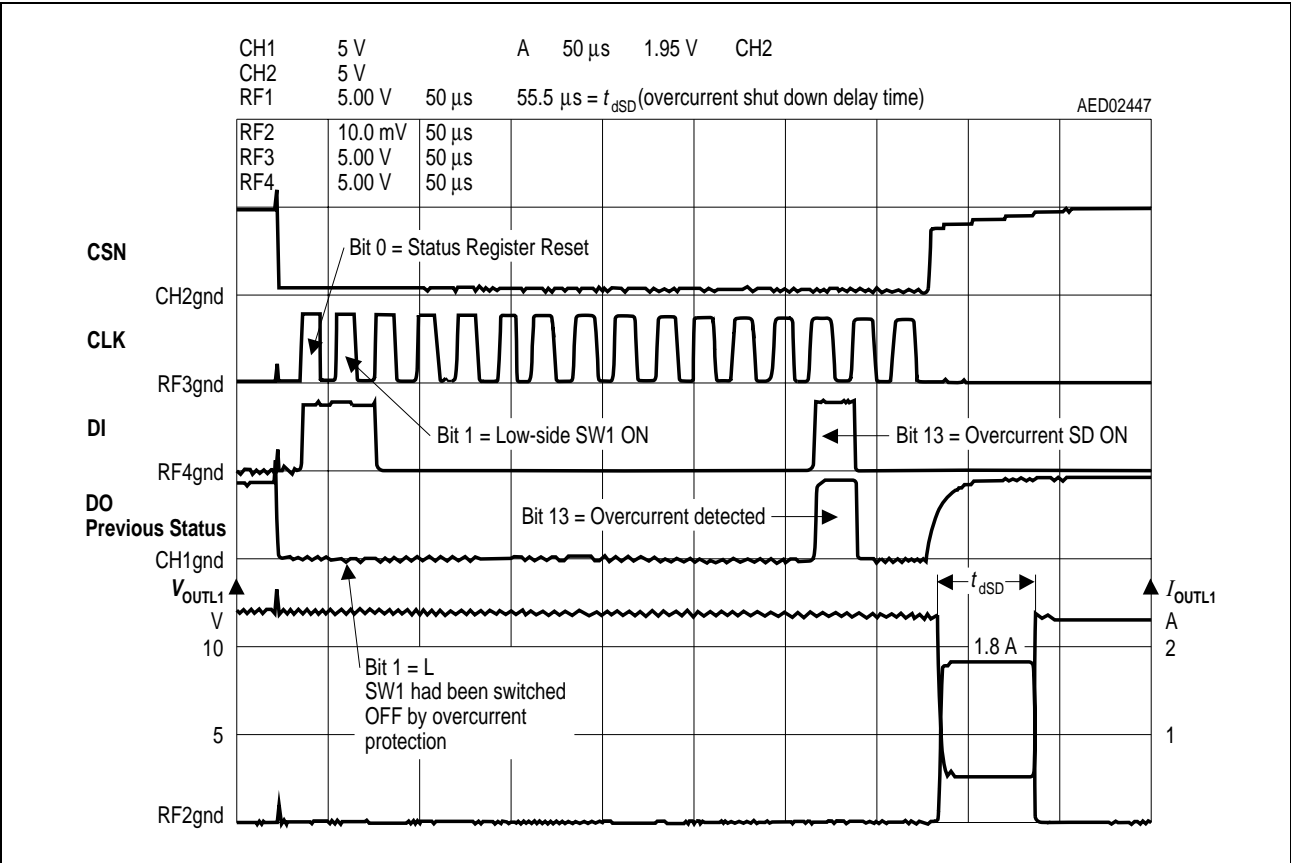 CH1 5 V A 50 μs 1.95 V CH2
CH2 5 V
RF1 5.00 V 50 μs 55.5 μs = tdSD (overcurrent shut down delay time)
AED02447
RF2 10.0 mV 50 μs
RF3 5.00 V 50 μs
RF4 5.00 V 50 μs
CSN
Bit 0 = Status Register Reset
CH2gnd
CLK
RF3gnd
DI
Bit 1 = Low-side SW1 ON
Bit 13 = Overcurrent SD ON
RF4gnd
DO
Previous Status
Bit 13 = Overcurrent detected
CH1gnd
VOUTL1
tdSD
IOUTL1
V
A
10
1.8 A
2
Bit 1 = L
SW1 had been switched
OFF by overcurrent
protection
5
1
RF2gnd